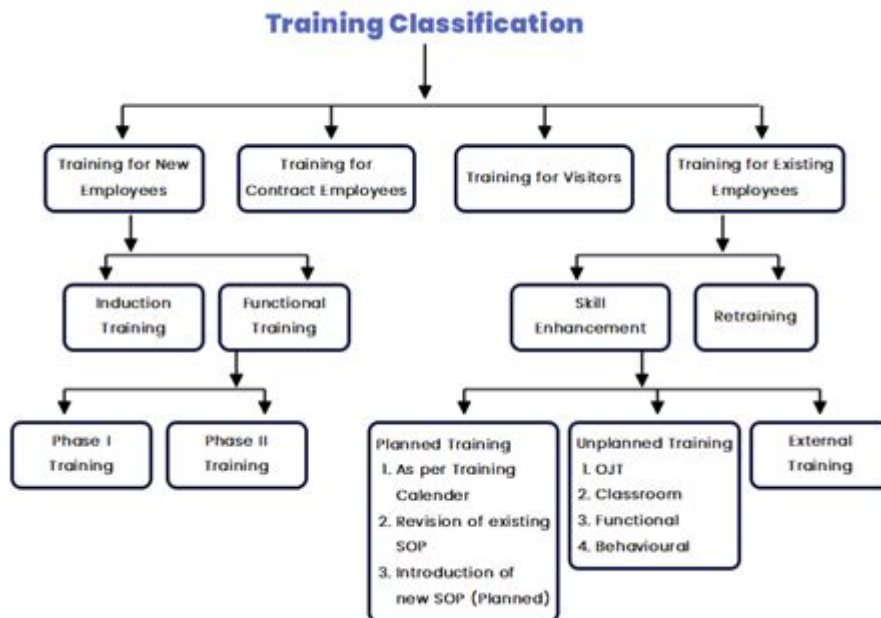 Training Classification
Training for New
Employees
Training for
Contract Employees
Training for Visitors
Training for Existing
Employees
Induction
Training
Functional
Training
Skill
Enhancement
Retraining
Phase I
Training
Phase II
Training
Planned Training
1. As per Training
Calender
2. Revision of existing
SOP
3. Introduction of
new SOP (Planned)
Unplanned Training
1. OJT
2. Classroom
3. Functional
4. Behavioural
External
Training